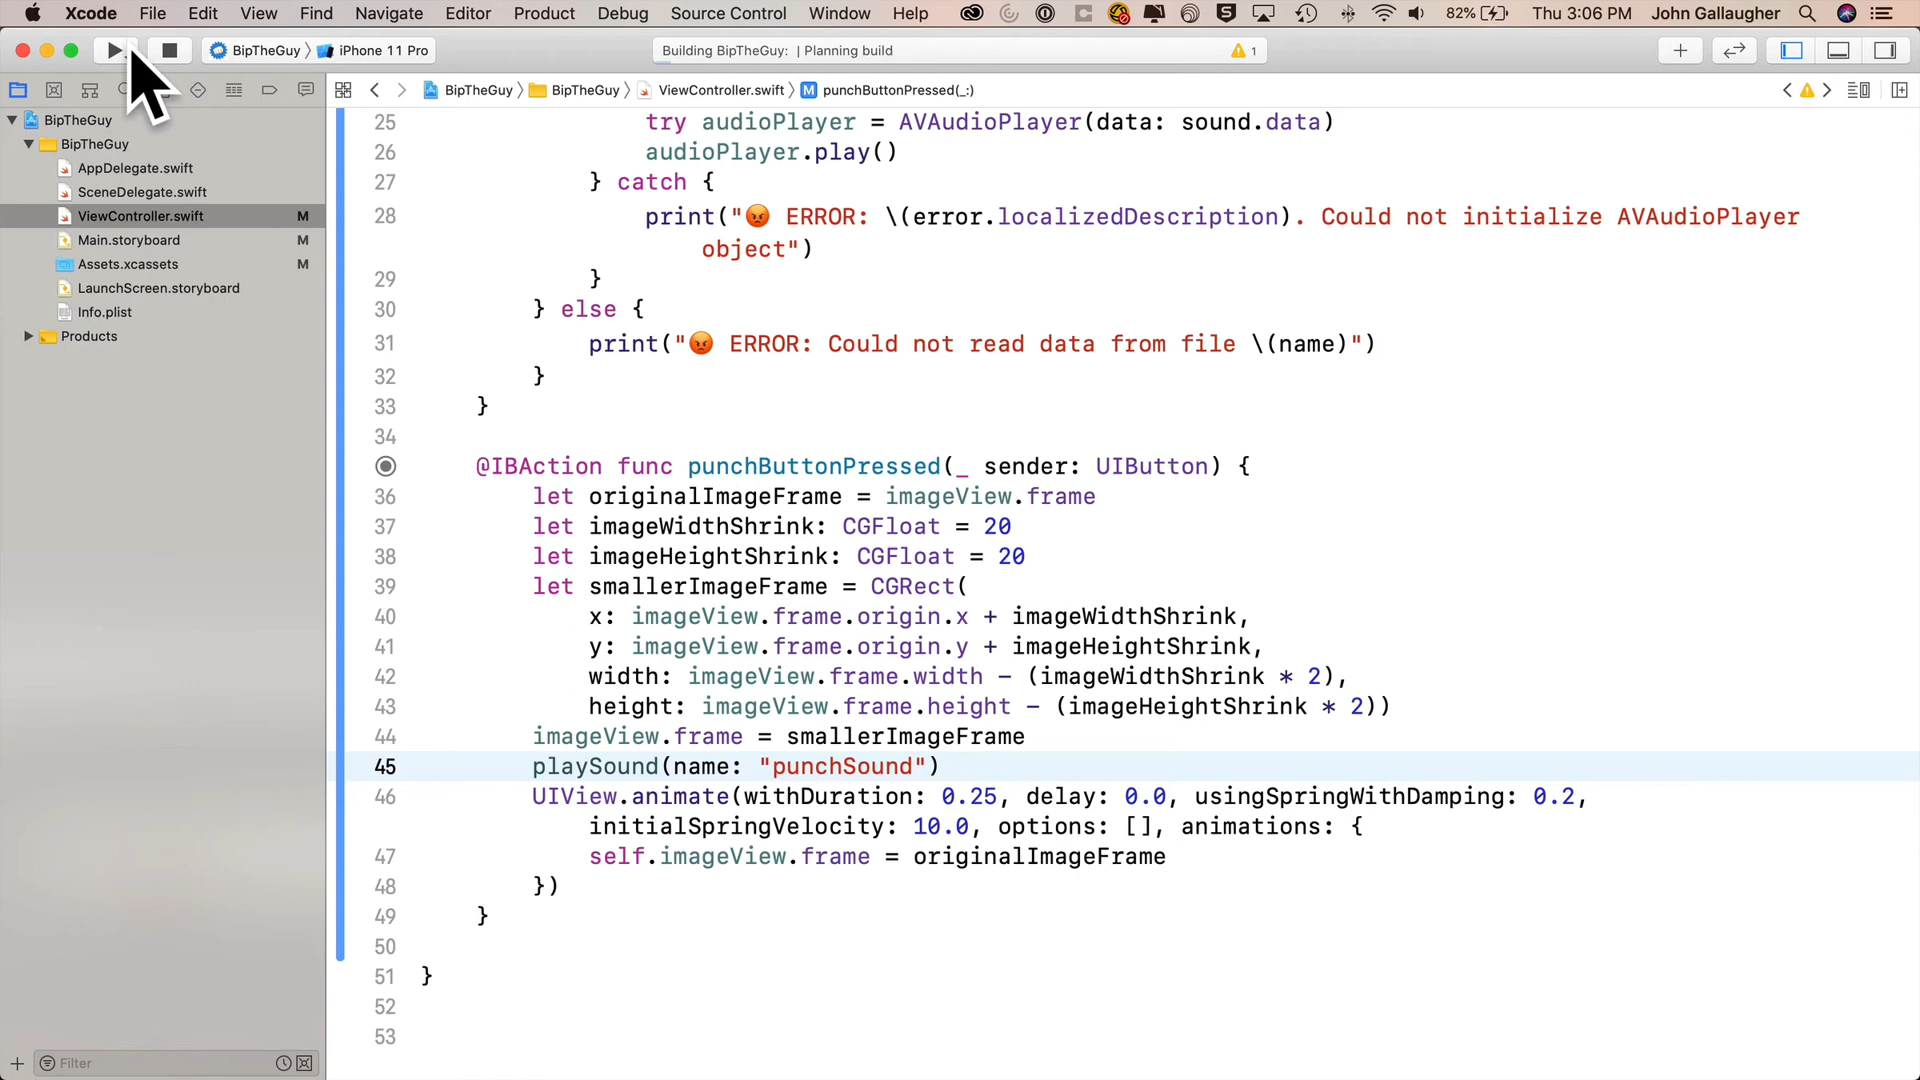 Xcode File Edit View Find Navigate Editor Product Debug Source Control Window Help 82% Thu 3:06 PM John Gallaugher
BipTheGuy iPhone 11 Pro Building BipTheGuy: | Planning build 1
BipTheGuy BipTheGuy ViewController.swift M punchButtonPressed(_:)
BipTheGuy
BipTheGuy
AppDelegate.swift
SceneDelegate.swift
ViewController.swift M
Main.storyboard M
Assets.xcassets M
LaunchScreen.storyboard
Info.plist
Products
Filter
25 try audioPlayer = AVAudioPlayer(data: sound.data)
26 audioPlayer.play()
27 } catch {
28 print("😡 ERROR: \(error.localizedDescription). Could not initialize AVAudioPlayer
object")
29 }
30 } else {
31 print("😡 ERROR: Could not read data from file \(name)")
32 }
33 }
34
@IBAction func punchButtonPressed(_ sender: UIButton) {
36 let originalImageFrame = imageView.frame
37 let imageWidthShrink: CGFloat = 20
38 let imageHeightShrink: CGFloat = 20
39 let smallerImageFrame = CGRect(
40 x: imageView.frame.origin.x + imageWidthShrink,
41 y: imageView.frame.origin.y + imageHeightShrink,
42 width: imageView.frame.width - (imageWidthShrink * 2),
43 height: imageView.frame.height - (imageHeightShrink * 2))
44 imageView.frame = smallerImageFrame
45 playSound(name: "punchSound")
46 UIView.animate(withDuration: 0.25, delay: 0.0, usingSpringWithDamping: 0.2,
initialSpringVelocity: 10.0, options: [], animations: {
47 self.imageView.frame = originalImageFrame
48 })
49 }
50
51 }
52
53